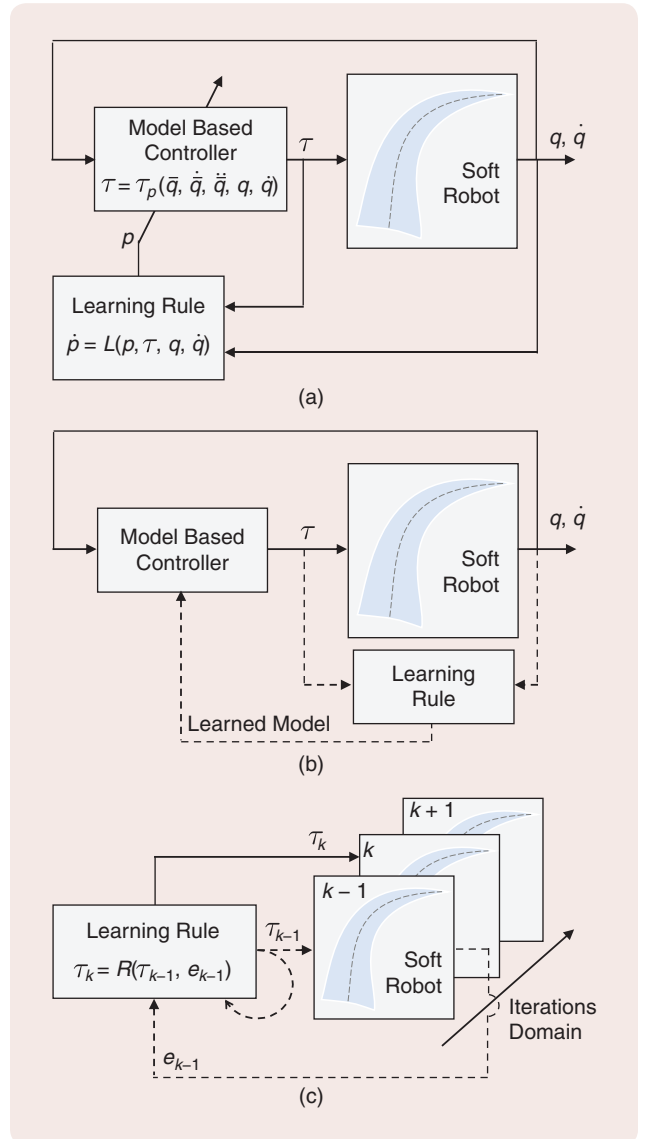 Model Based
Controller
τ = τₚ(q̄, q̄̇, q̄̈, q, q̇)
τ
Soft
Robot
q, q̇
p
Learning Rule
ṗ = L(p, τ, q, q̇)
(a)
Model Based
Controller
τ
Soft
Robot
q, q̇
Learning
Rule
Learned Model
(b)
k + 1
τₖ
k
k – 1
Learning Rule
τₖ = R(τₖ₋₁, eₖ₋₁)
τₖ₋₁
Soft
Robot
Iterations
Domain
eₖ₋₁
(c)